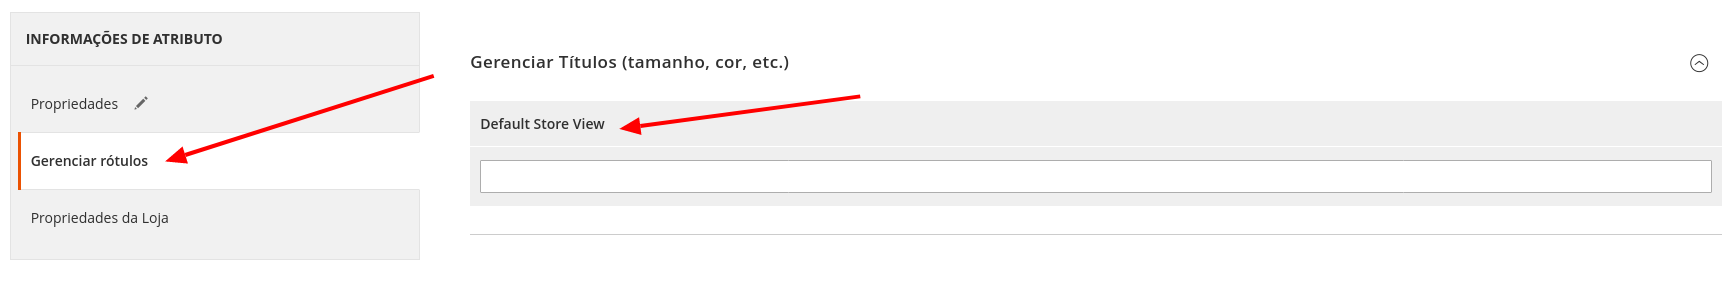 INFORMAÇÕES DE ATRIBUTO
Propriedades
Gerenciar rótulos
Propriedades da Loja
Gerenciar Títulos (tamanho, cor, etc.)
Default Store View